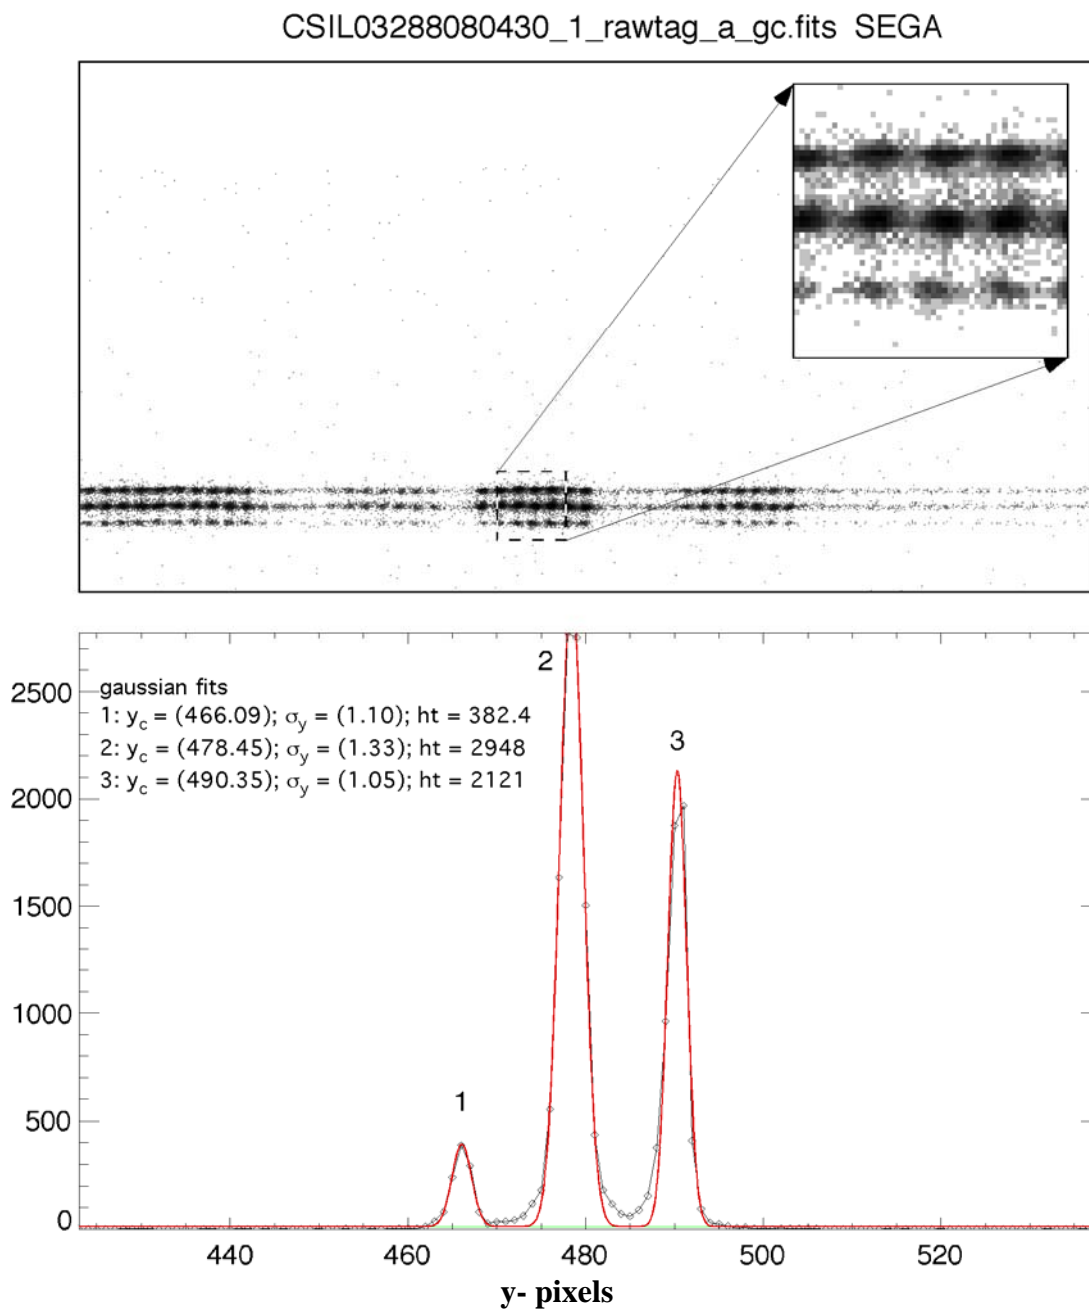 CSIL03288080430_1_rawtag_a_gc.fits SEGA
gaussian fits
1: y_c = (466.09); σ_y = (1.10); ht = 382.4
2: y_c = (478.45); σ_y = (1.33); ht = 2948
3: y_c = (490.35); σ_y = (1.05); ht = 2121
2
3
1
2500
2000
1500
1000
500
0
440 460 480 500 520
y- pixels